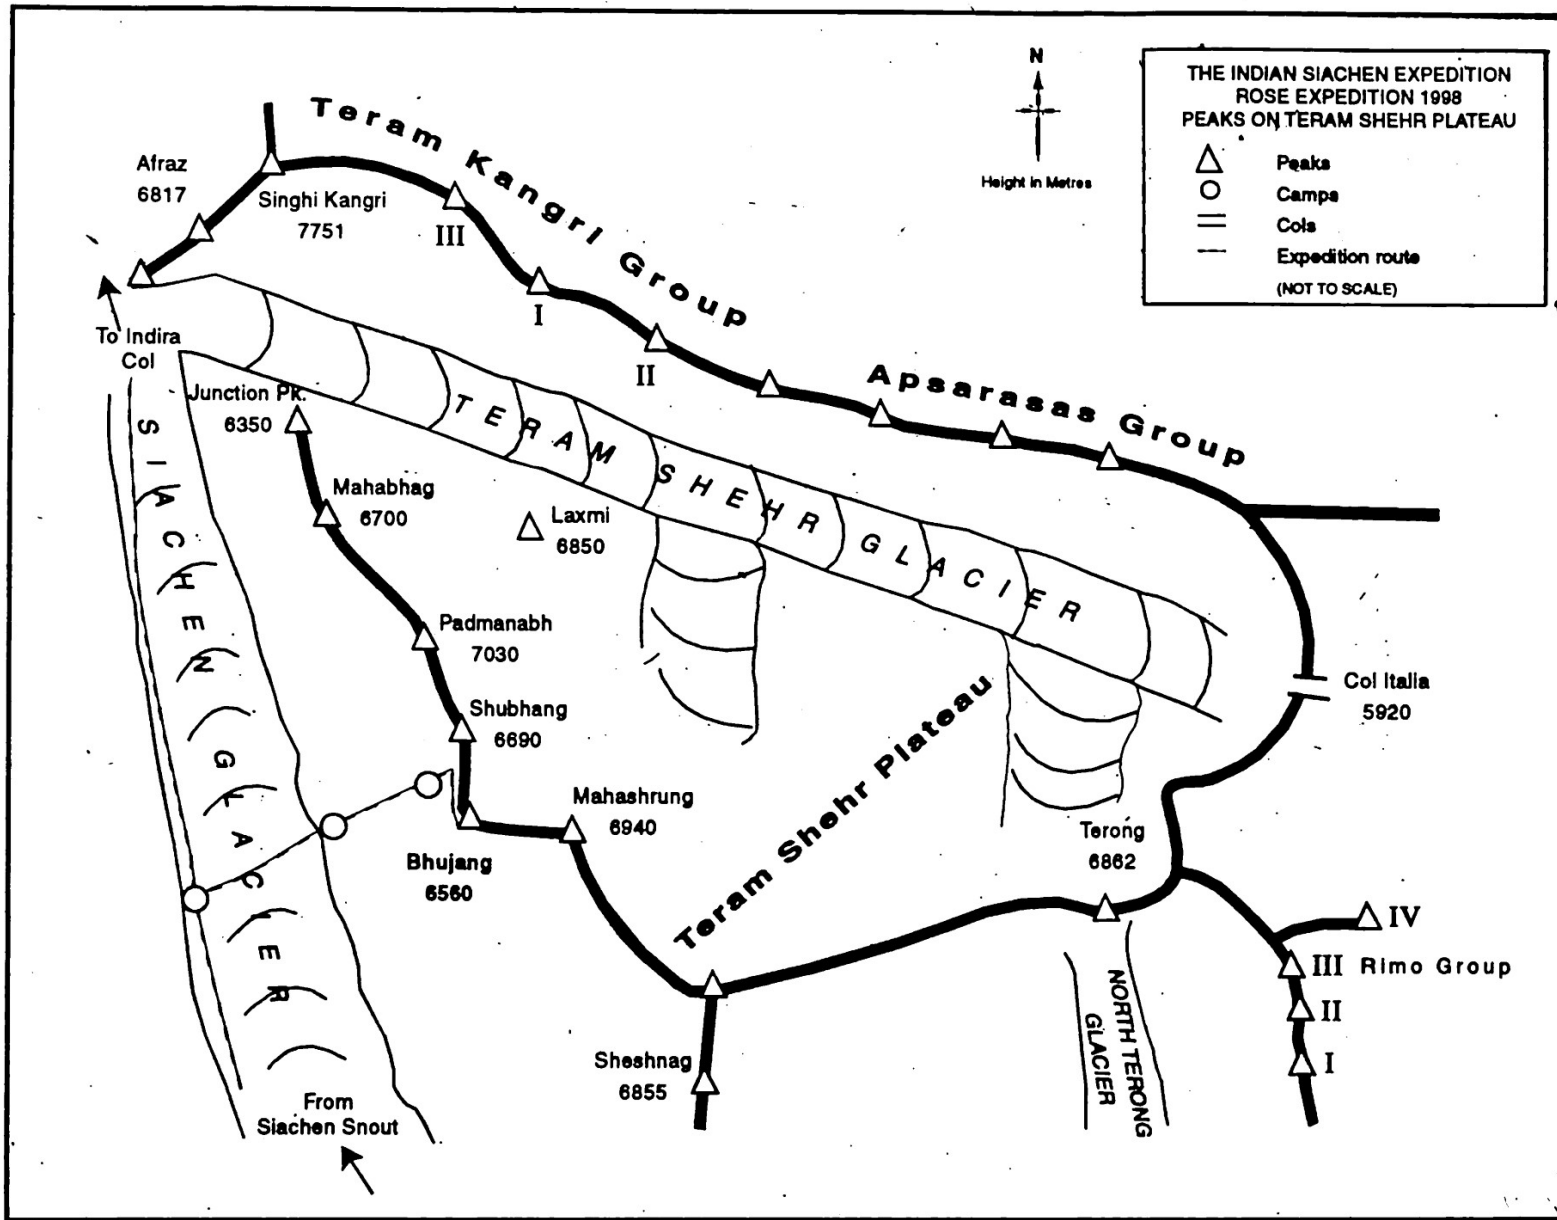 THE INDIAN SIACHEN EXPEDITION
ROSE EXPEDITION 1998
PEAKS ON TERAM SHEHR PLATEAU
Peaks
Camps
Cols
Expedition route
(NOT TO SCALE)
N
Height in Metres
Teram Kangri Group
Afraz
6817
Singhi Kangri
7751
III
I
II
Apsarasas Group
To Indira
Col
Junction Pk.
6350
TERAM SHEHR GLACIER
SIACHEN GLACIER
Mahabhag
6700
Laxmi
6850
Padmanabh
7030
Shubhang
6690
Col Italia
5920
Teram Shehr Plateau
Mahashrung
6940
Bhujang
6560
Terong
6862
IV
III Rimo Group
II
I
NORTH TERONG
GLACIER
Sheshnag
6855
From
Siachen Snout